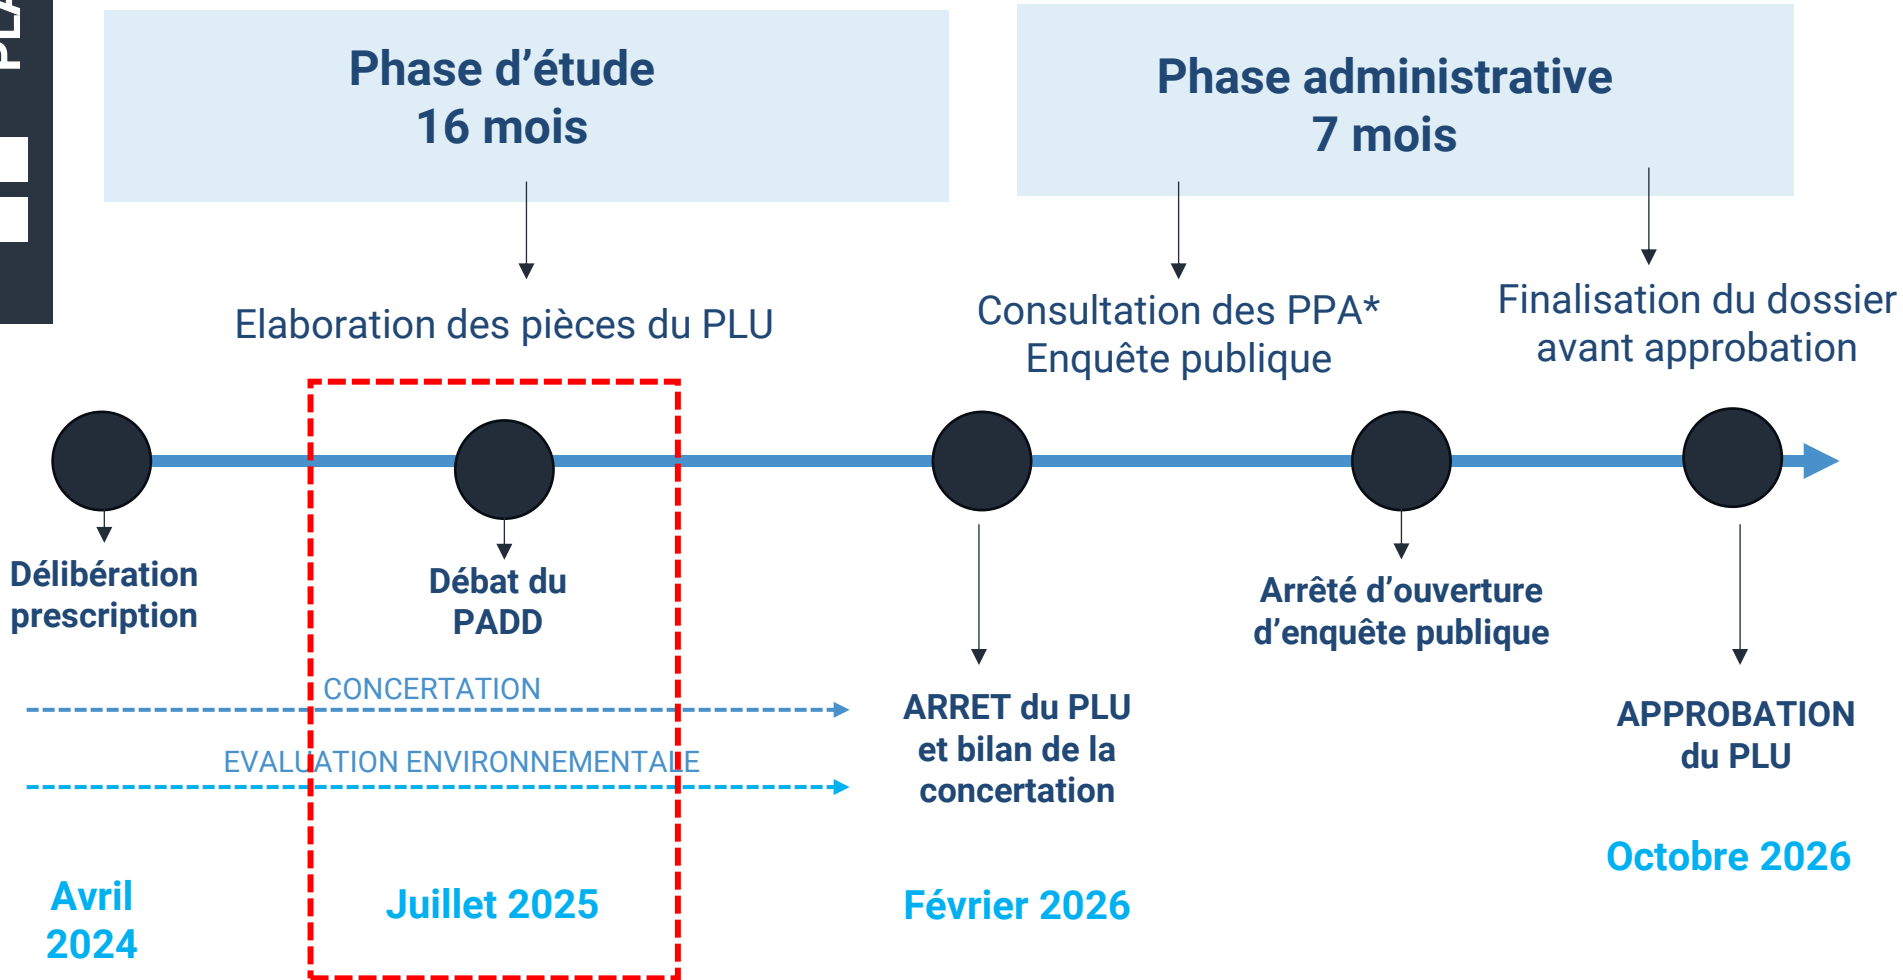 PLA
Phase d’étude
16 mois
Phase administrative
7 mois
Elaboration des pièces du PLU
Consultation des PPA*
Enquête publique
Finalisation du dossier
avant approbation
Délibération
prescription
Débat du
PADD
Arrêté d’ouverture
d’enquête publique
CONCERTATION
EVALUATION ENVIRONNEMENTALE
ARRET du PLU
et bilan de la
concertation
APPROBATION
du PLU
Avril
2024
Juillet 2025
Février 2026
Octobre 2026